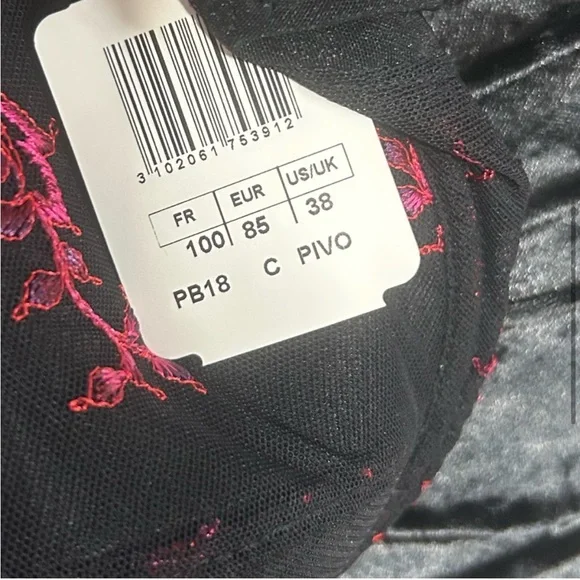 3 102061 753912
FR EUR US/UK
100 85 38
PB18 C PIVO